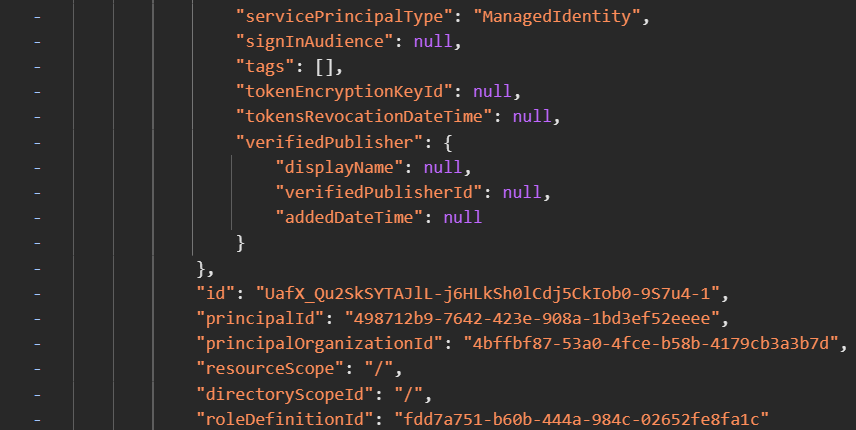 - "servicePrincipalType": "ManagedIdentity",
- "signInAudience": null,
- "tags": [],
- "tokenEncryptionKeyId": null,
- "tokensRevocationDateTime": null,
- "verifiedPublisher": {
- "displayName": null,
- "verifiedPublisherId": null,
- "addedDateTime": null
- }
- },
- "id": "UafX_Qu2SkSYTAJlL-j6HLkSh0lCdj5CkIob0-9S7u4-1",
- "principalId": "498712b9-7642-423e-908a-1bd3ef52eeee",
- "principalOrganizationId": "4bffbf87-53a0-4fce-b58b-4179cb3a3b7d",
- "resourceScope": "/",
- "directoryScopeId": "/",
- "roleDefinitionId": "fdd7a751-b60b-444a-984c-02652fe8fa1c"